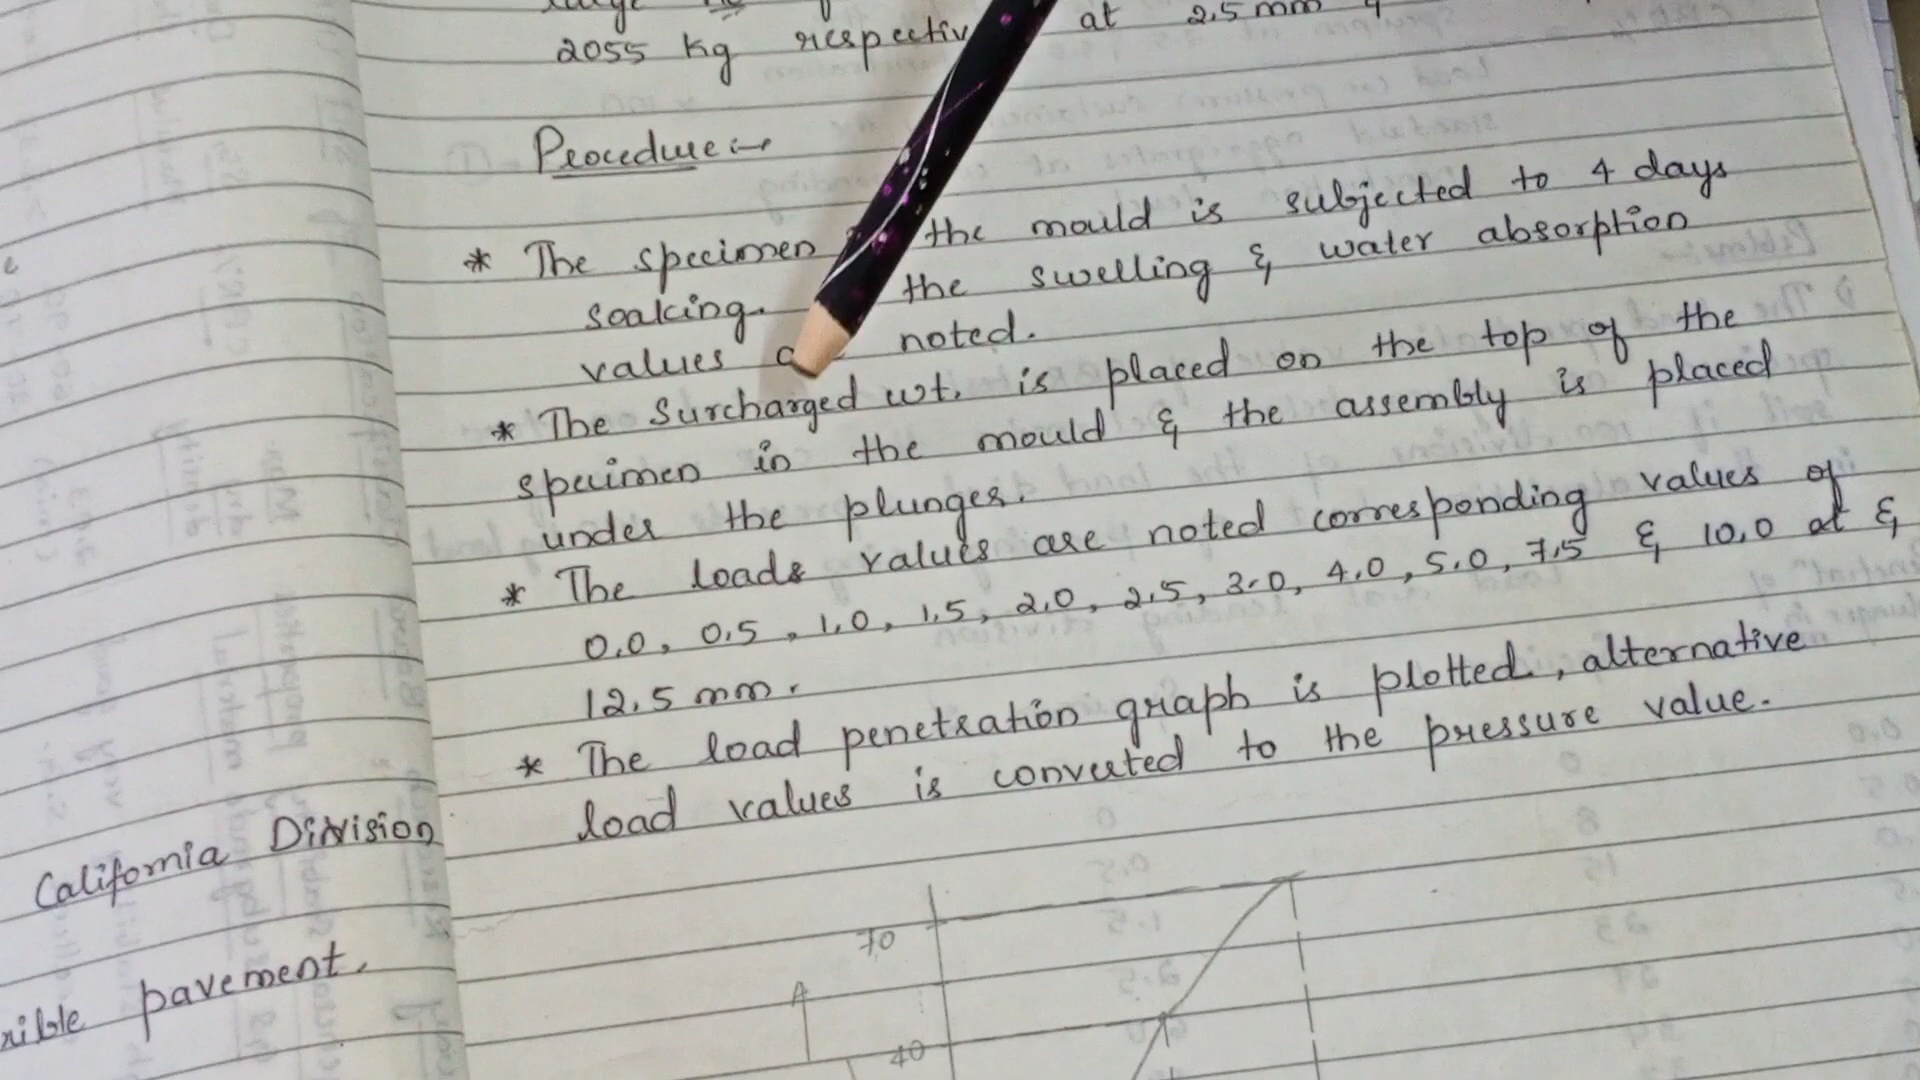 2055 Kg at 2.5 mm
Procedure :→
* The specimen the mould is subjected to 4 days
soaking. the swelling & water absorption
values noted.
* The Surcharged wt. is placed on the top of the
specimen in the mould & the assembly is placed
under the plunges.
* The loads values are noted corresponding values of
0.0, 0.5, 1.0, 1.5, 2.0, 2.5, 3.0, 4.0, 5.0, 7.5 & 10.0 at &
12.5 mm.
* The load penetration graph is plotted, alternative
load values is converted to the pressure value.
70
40
California Division
pavement.